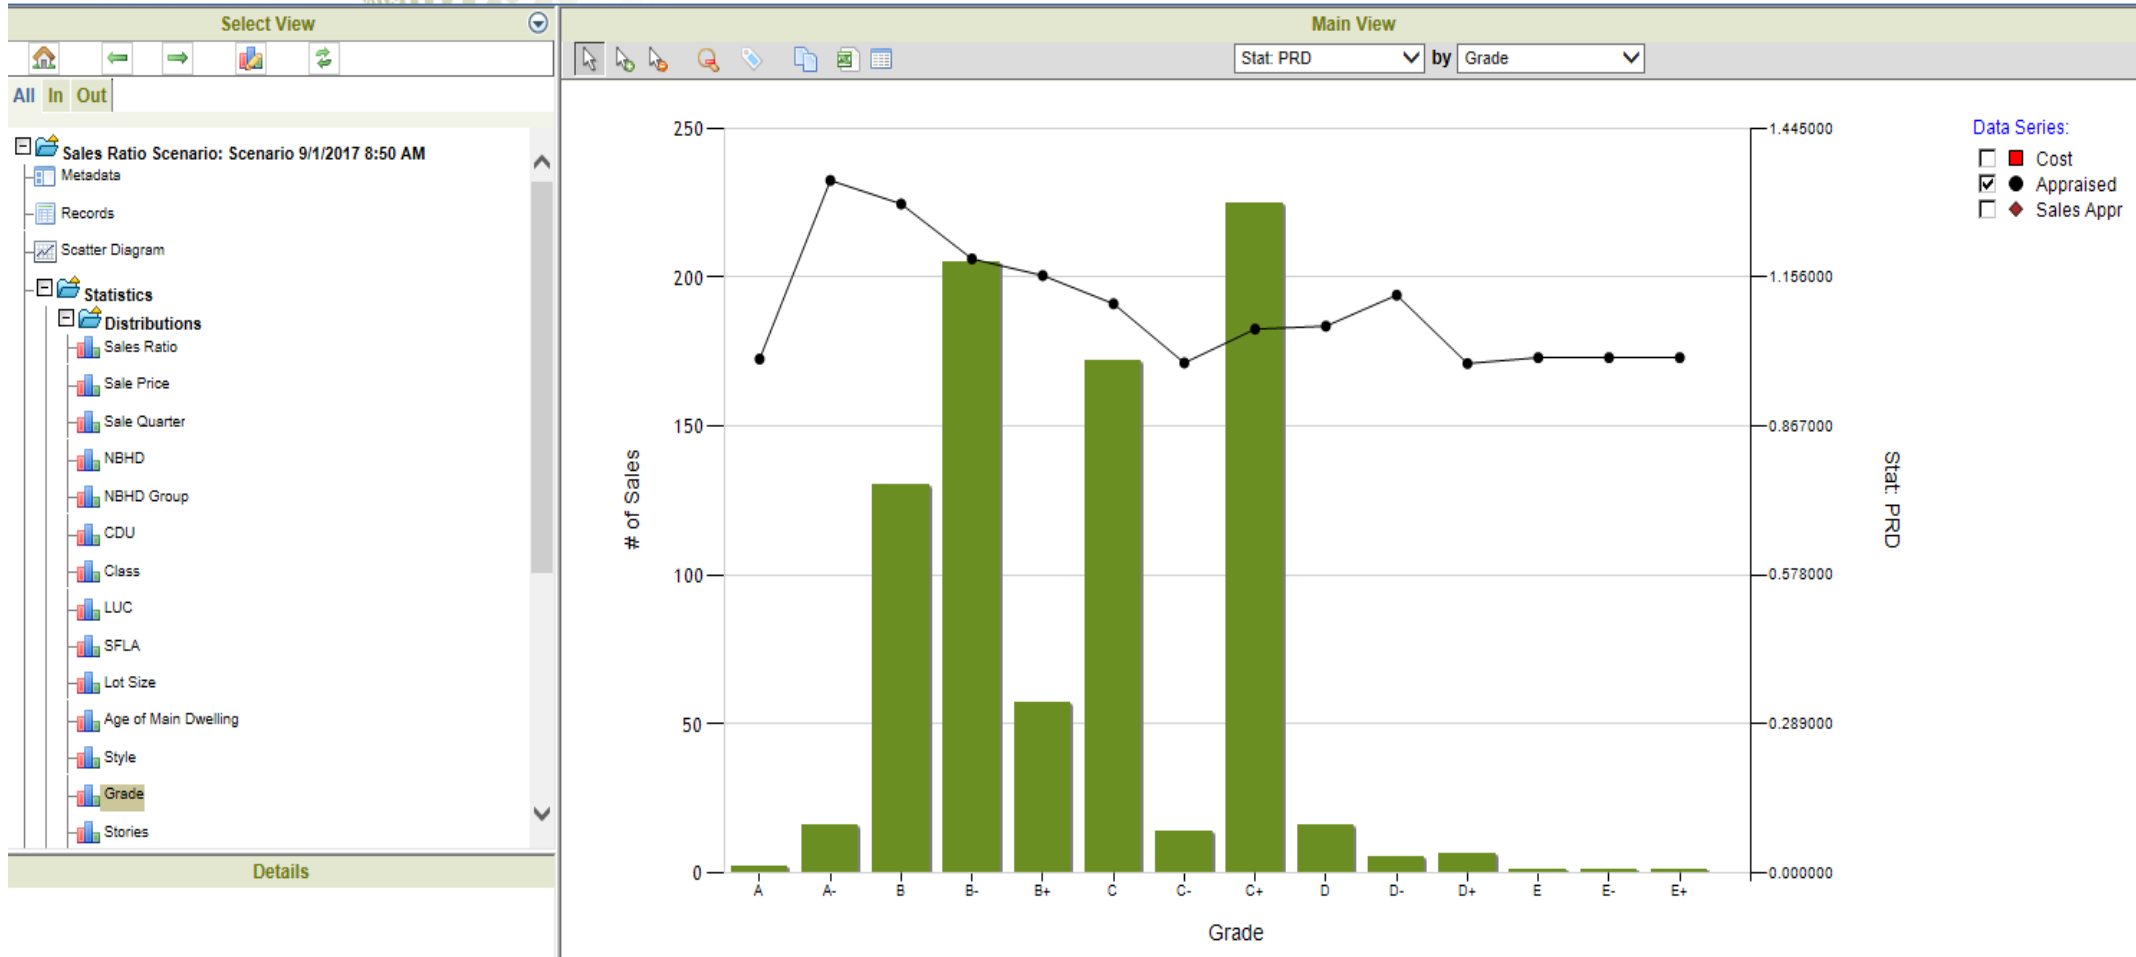 Select View
All In Out
Sales Ratio Scenario: Scenario 9/1/2017 8:50 AM
Metadata
Records
Scatter Diagram
Statistics
Distributions
Sales Ratio
Sale Price
Sale Quarter
NBHD
NBHD Group
CDU
Class
LUC
SFLA
Lot Size
Age of Main Dwelling
Style
Grade
Stories
Details
Main View
Stat: PRD by Grade
250
200
150
100
50
0
# of Sales
1.445000
1.156000
0.867000
0.578000
0.289000
0.000000
Stat: PRD
A A- B B- B+ C C- C+ D D- D+ E E- E+
Grade
Data Series:
Cost
Appraised
Sales Appr